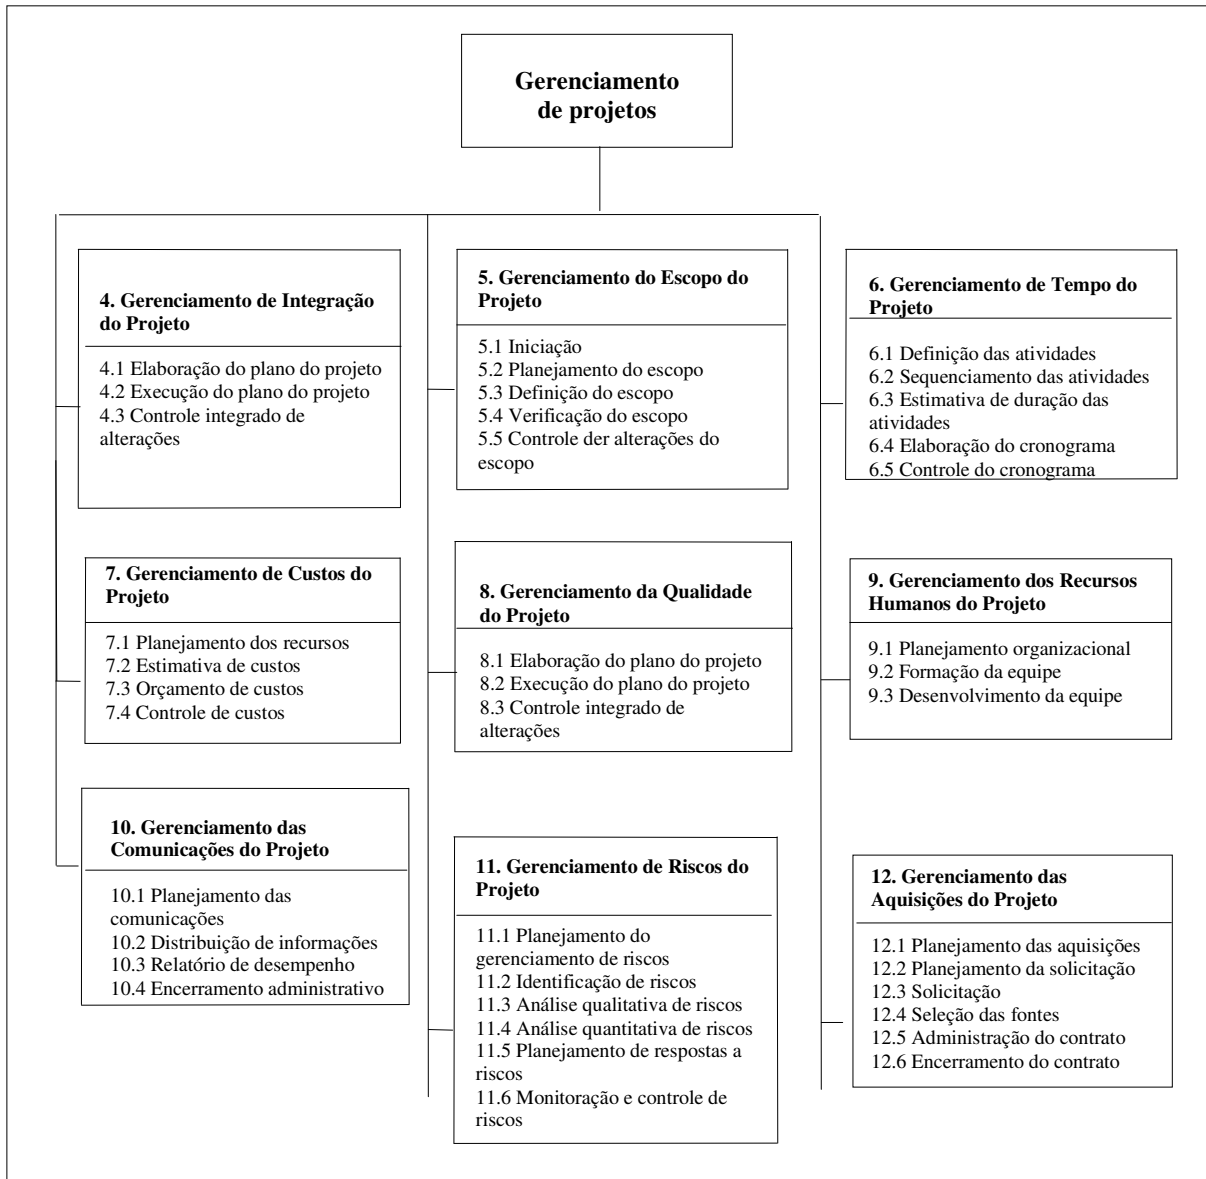 Gerenciamento
de projetos
4. Gerenciamento de Integração
do Projeto
4.1 Elaboração do plano do projeto
4.2 Execução do plano do projeto
4.3 Controle integrado de
alterações
5. Gerenciamento do Escopo do
Projeto
5.1 Iniciação
5.2 Planejamento do escopo
5.3 Definição do escopo
5.4 Verificação do escopo
5.5 Controle der alterações do
escopo
6. Gerenciamento de Tempo do
Projeto
6.1 Definição das atividades
6.2 Sequenciamento das atividades
6.3 Estimativa de duração das
atividades
6.4 Elaboração do cronograma
6.5 Controle do cronograma
7. Gerenciamento de Custos do
Projeto
7.1 Planejamento dos recursos
7.2 Estimativa de custos
7.3 Orçamento de custos
7.4 Controle de custos
8. Gerenciamento da Qualidade
do Projeto
8.1 Elaboração do plano do projeto
8.2 Execução do plano do projeto
8.3 Controle integrado de
alterações
9. Gerenciamento dos Recursos
Humanos do Projeto
9.1 Planejamento organizacional
9.2 Formação da equipe
9.3 Desenvolvimento da equipe
10. Gerenciamento das
Comunicações do Projeto
10.1 Planejamento das
comunicações
10.2 Distribuição de informações
10.3 Relatório de desempenho
10.4 Encerramento administrativo
11. Gerenciamento de Riscos do
Projeto
11.1 Planejamento do
gerenciamento de riscos
11.2 Identificação de riscos
11.3 Análise qualitativa de riscos
11.4 Análise quantitativa de riscos
11.5 Planejamento de respostas a
riscos
11.6 Monitoração e controle de
riscos
12. Gerenciamento das
Aquisições do Projeto
12.1 Planejamento das aquisições
12.2 Planejamento da solicitação
12.3 Solicitação
12.4 Seleção das fontes
12.5 Administração do contrato
12.6 Encerramento do contrato